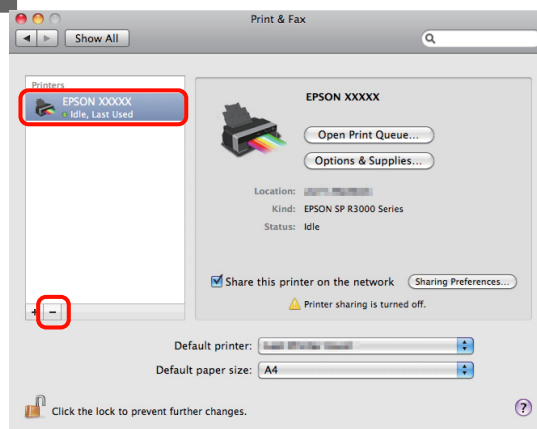 Print & Fax
Show All
Printers
EPSON XXXXX
Idle, Last Used
+ −
EPSON XXXXX
Open Print Queue...
Options & Supplies...
Location:
Kind: EPSON SP R3000 Series
Status: Idle
Share this printer on the network Sharing Preferences...
Printer sharing is turned off.
Default printer:
Default paper size: A4
Click the lock to prevent further changes.
?